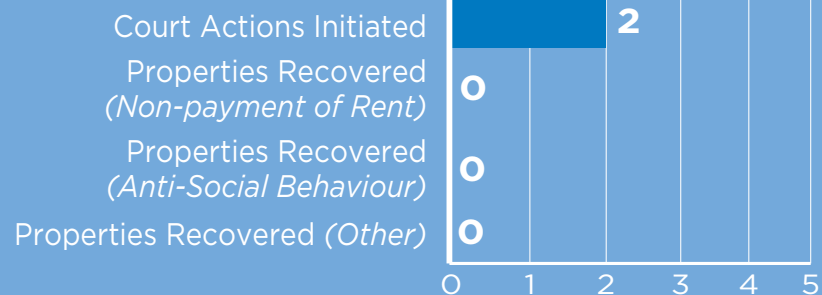 Court Actions Initiated 2
Properties Recovered
(Non-payment of Rent) 0
Properties Recovered
(Anti-Social Behaviour) 0
Properties Recovered (Other) 0
0 1 2 3 4 5